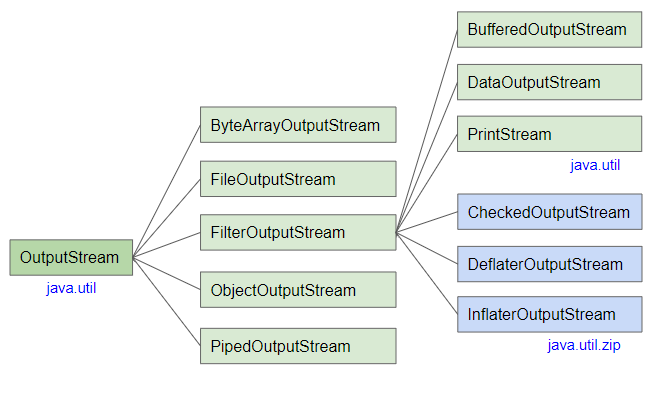 OutputStream
java.util
ByteArrayOutputStream
FileOutputStream
FilterOutputStream
ObjectOutputStream
PipedOutputStream
BufferedOutputStream
DataOutputStream
PrintStream
java.util
CheckedOutputStream
DeflaterOutputStream
InflaterOutputStream
java.util.zip